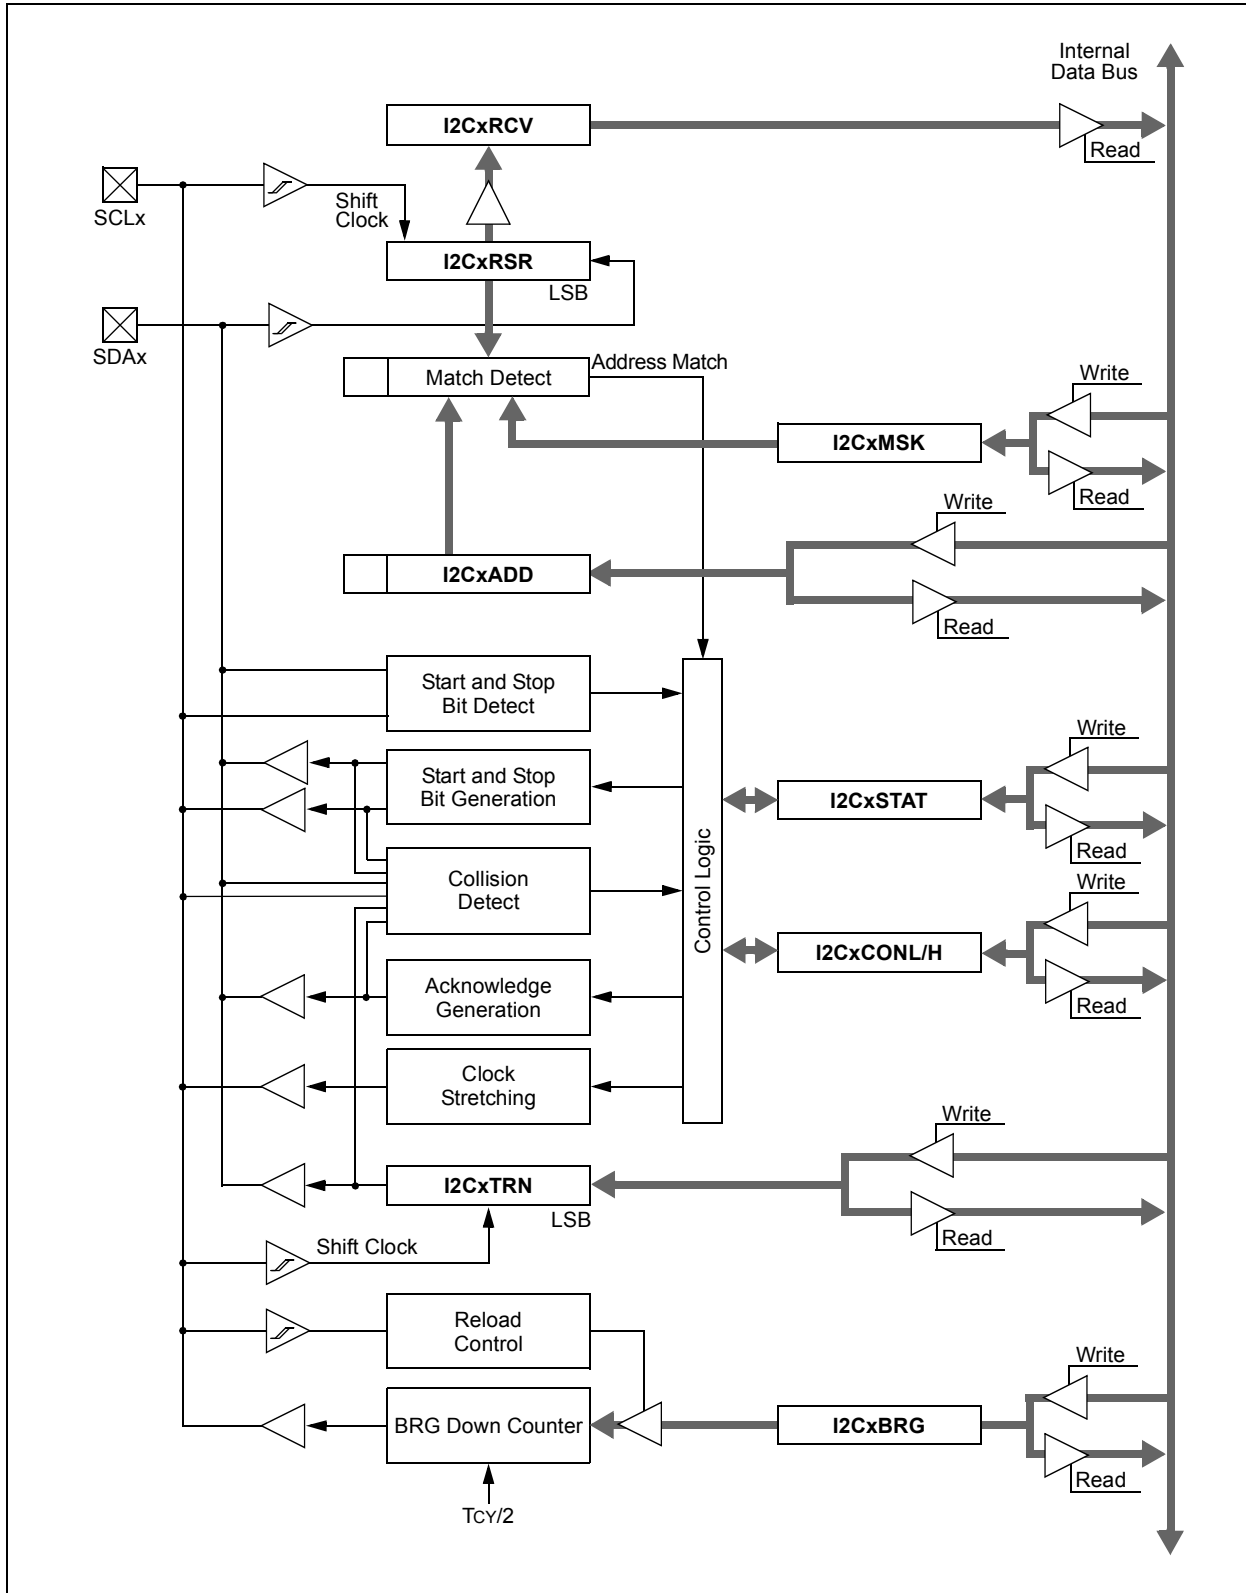 Internal
Data Bus
I2CxRCV
Read
SCLx
Shift
Clock
I2CxRSR
LSB
SDAx
Match Detect
Address Match
Write
I2CxMSK
Read
Write
I2CxADD
Read
Start and Stop
Bit Detect
Write
Start and Stop
Bit Generation
I2CxSTAT
Read
Control Logic
Collision
Detect
Write
I2CxCONL/H
Read
Acknowledge
Generation
Clock
Stretching
Write
I2CxTRN
LSB
Read
Shift Clock
Reload
Control
Write
BRG Down Counter
I2CxBRG
Read
TCY/2